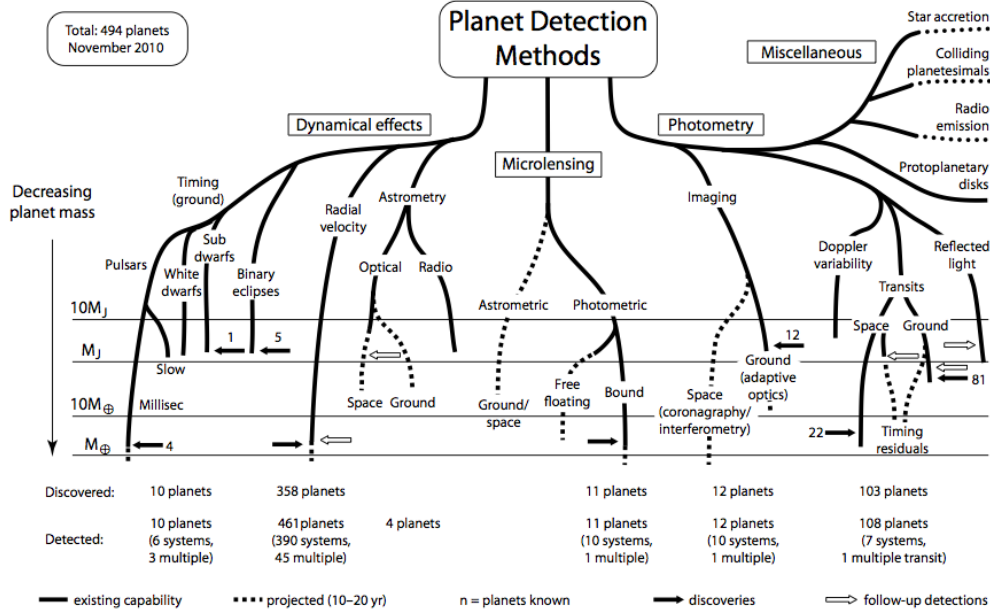 Total: 494 planets
November 2010
Planet Detection
Methods
Miscellaneous
Star accretion
Colliding
planetesimals
Radio
emission
Protoplanetary
disks
Dynamical effects
Microlensing
Photometry
Decreasing
planet mass
Timing
(ground)
Pulsars
White
dwarfs
Sub
dwarfs
Binary
eclipses
Radial
velocity
Astrometry
Optical
Radio
Astrometric
Photometric
Imaging
Doppler
variability
Reflected
light
Transits
Space
Ground
10MJ
MJ
10M⊕
M⊕
1
5
12
81
22
4
Slow
Millisec
Space
Ground
Ground/
space
Free
floating
Bound
Space
(coronagraphy/
interferometry)
Ground
(adaptive
optics)
Timing
residuals
Discovered:
10 planets
358 planets
11 planets
12 planets
103 planets
Detected:
10 planets
(6 systems,
3 multiple)
461planets
(390 systems,
45 multiple)
4 planets
11 planets
(10 systems,
1 multiple)
12 planets
(10 systems,
1 multiple)
108 planets
(7 systems,
1 multiple transit)
existing capability
projected (10–20 yr)
n = planets known
discoveries
follow-up detections